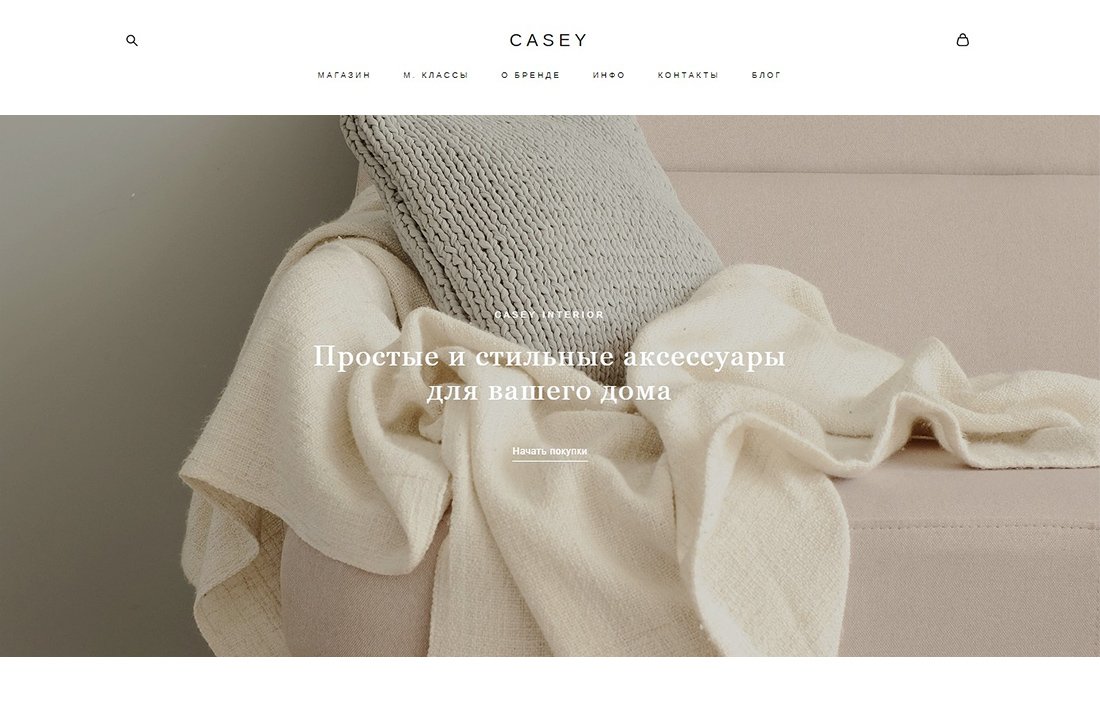 CASEY
МАГАЗИН М. КЛАССЫ О БРЕНДЕ ИНФО КОНТАКТЫ БЛОГ
CASEY INTERIOR
Простые и стильные аксессуары
для вашего дома
Начать покупки